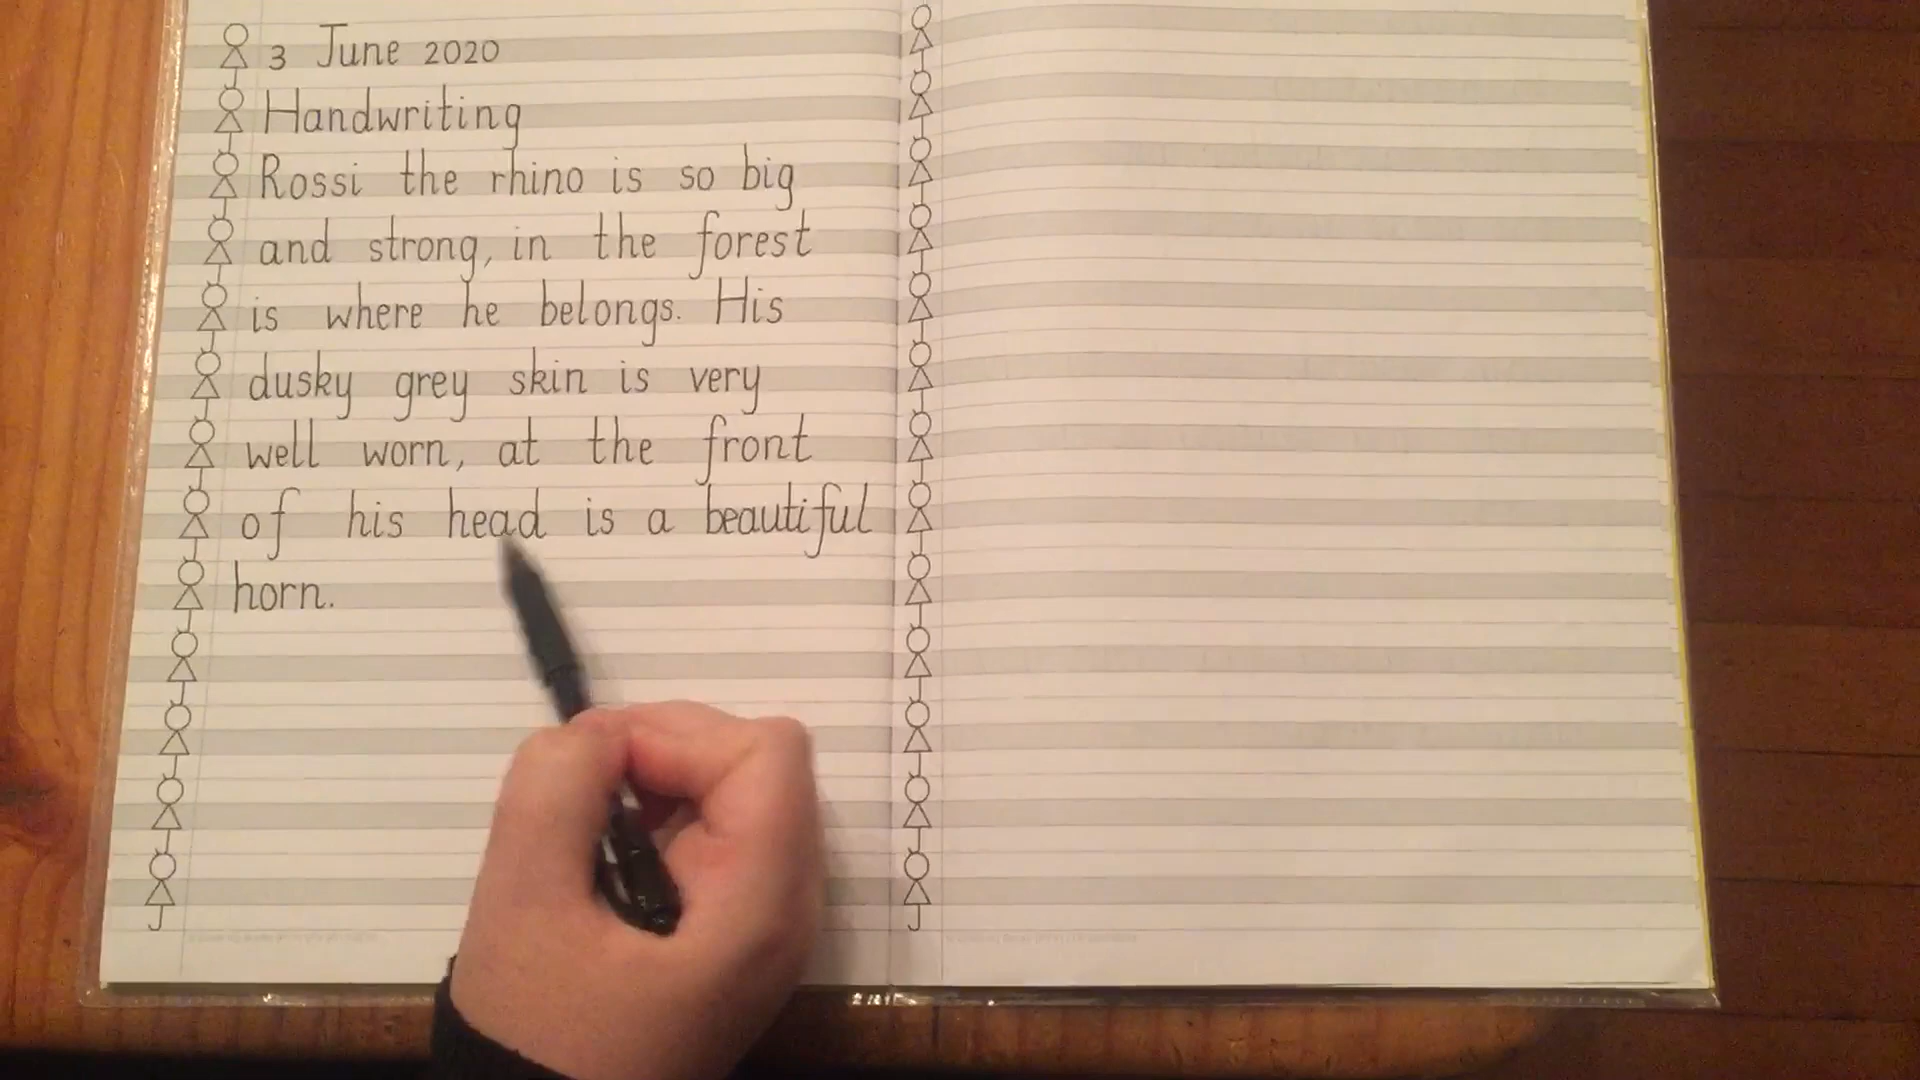 3 June 2020
Handwriting
Rossi the rhino is so big
and strong, in the forest
is where he belongs. His
dusky grey skin is very
well worn, at the front
of his head is a beautiful
horn.